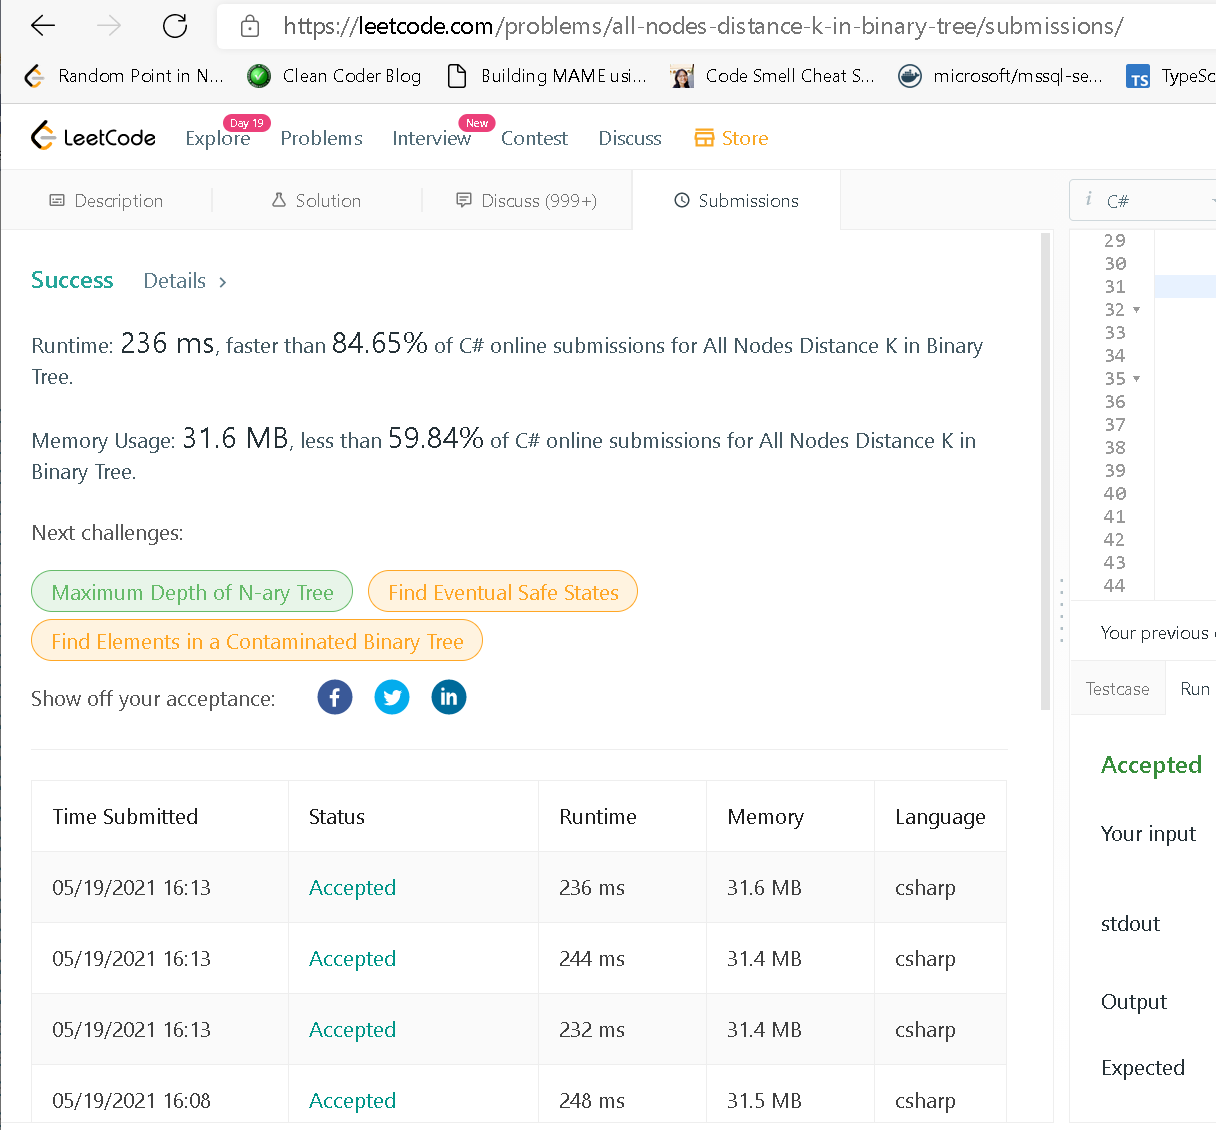 https://leetcode.com/problems/all-nodes-distance-k-in-binary-tree/submissions/
Random Point in N... Clean Coder Blog Building MAME usi... Code Smell Cheat S... microsoft/mssql-se... TS TypeSc
LeetCode Explore Day 19 Problems Interview New Contest Discuss Store
Description Solution Discuss (999+) Submissions
Success Details >
Runtime: 236 ms, faster than 84.65% of C# online submissions for All Nodes Distance K in Binary
Tree.
Memory Usage: 31.6 MB, less than 59.84% of C# online submissions for All Nodes Distance K in
Binary Tree.
Next challenges:
Maximum Depth of N-ary Tree Find Eventual Safe States
Find Elements in a Contaminated Binary Tree
Show off your acceptance: f in
Time Submitted Status Runtime Memory Language
05/19/2021 16:13 Accepted 236 ms 31.6 MB csharp
05/19/2021 16:13 Accepted 244 ms 31.4 MB csharp
05/19/2021 16:13 Accepted 232 ms 31.4 MB csharp
05/19/2021 16:08 Accepted 248 ms 31.5 MB csharp
i C#
29
30
31
32
33
34
35
36
37
38
39
40
41
42
43
44
Your previous
Testcase Run
Accepted
Your input
stdout
Output
Expected